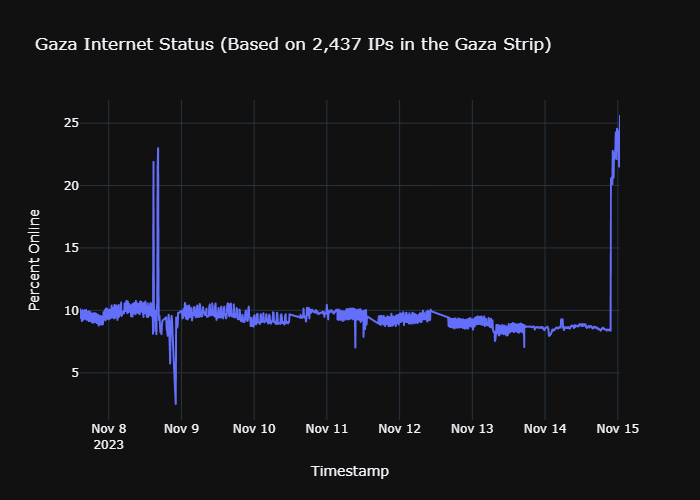 Gaza Internet Status (Based on 2,437 IPs in the Gaza Strip)
Percent Online
25
20
15
10
5
Nov 8 Nov 9 Nov 10 Nov 11 Nov 12 Nov 13 Nov 14 Nov 15
2023
Timestamp